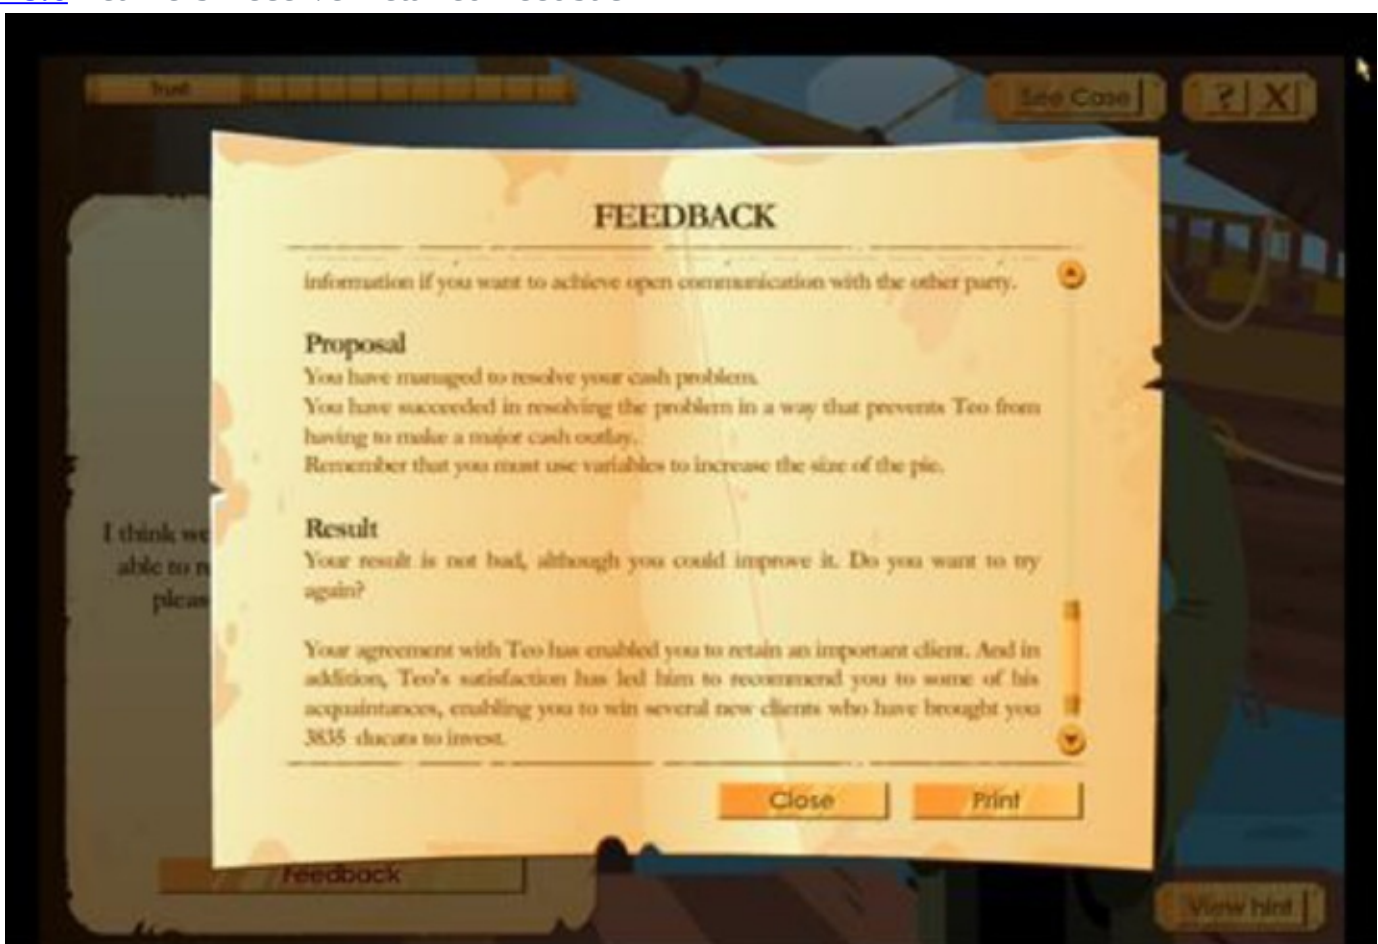 Trust
See Case
? X
FEEDBACK
information if you want to achieve open communication with the other party.
Proposal
You have managed to resolve your cash problem.
You have succeeded in resolving the problem in a way that prevents Teo from
having to make a major cash outlay.
Remember that you must use variables to increase the size of the pie.
I think we
able to
Result
Your result is not bad, although you could improve it. Do you want to try
again?
Your agreement with Teo has enabled you to retain an important client. And in
addition, Teo's satisfaction has led him to recommend you to some of his
acquaintances, enabling you to win several new clients who have brought you
3835 ducats to invest.
Close
Print
Feedback
View hint